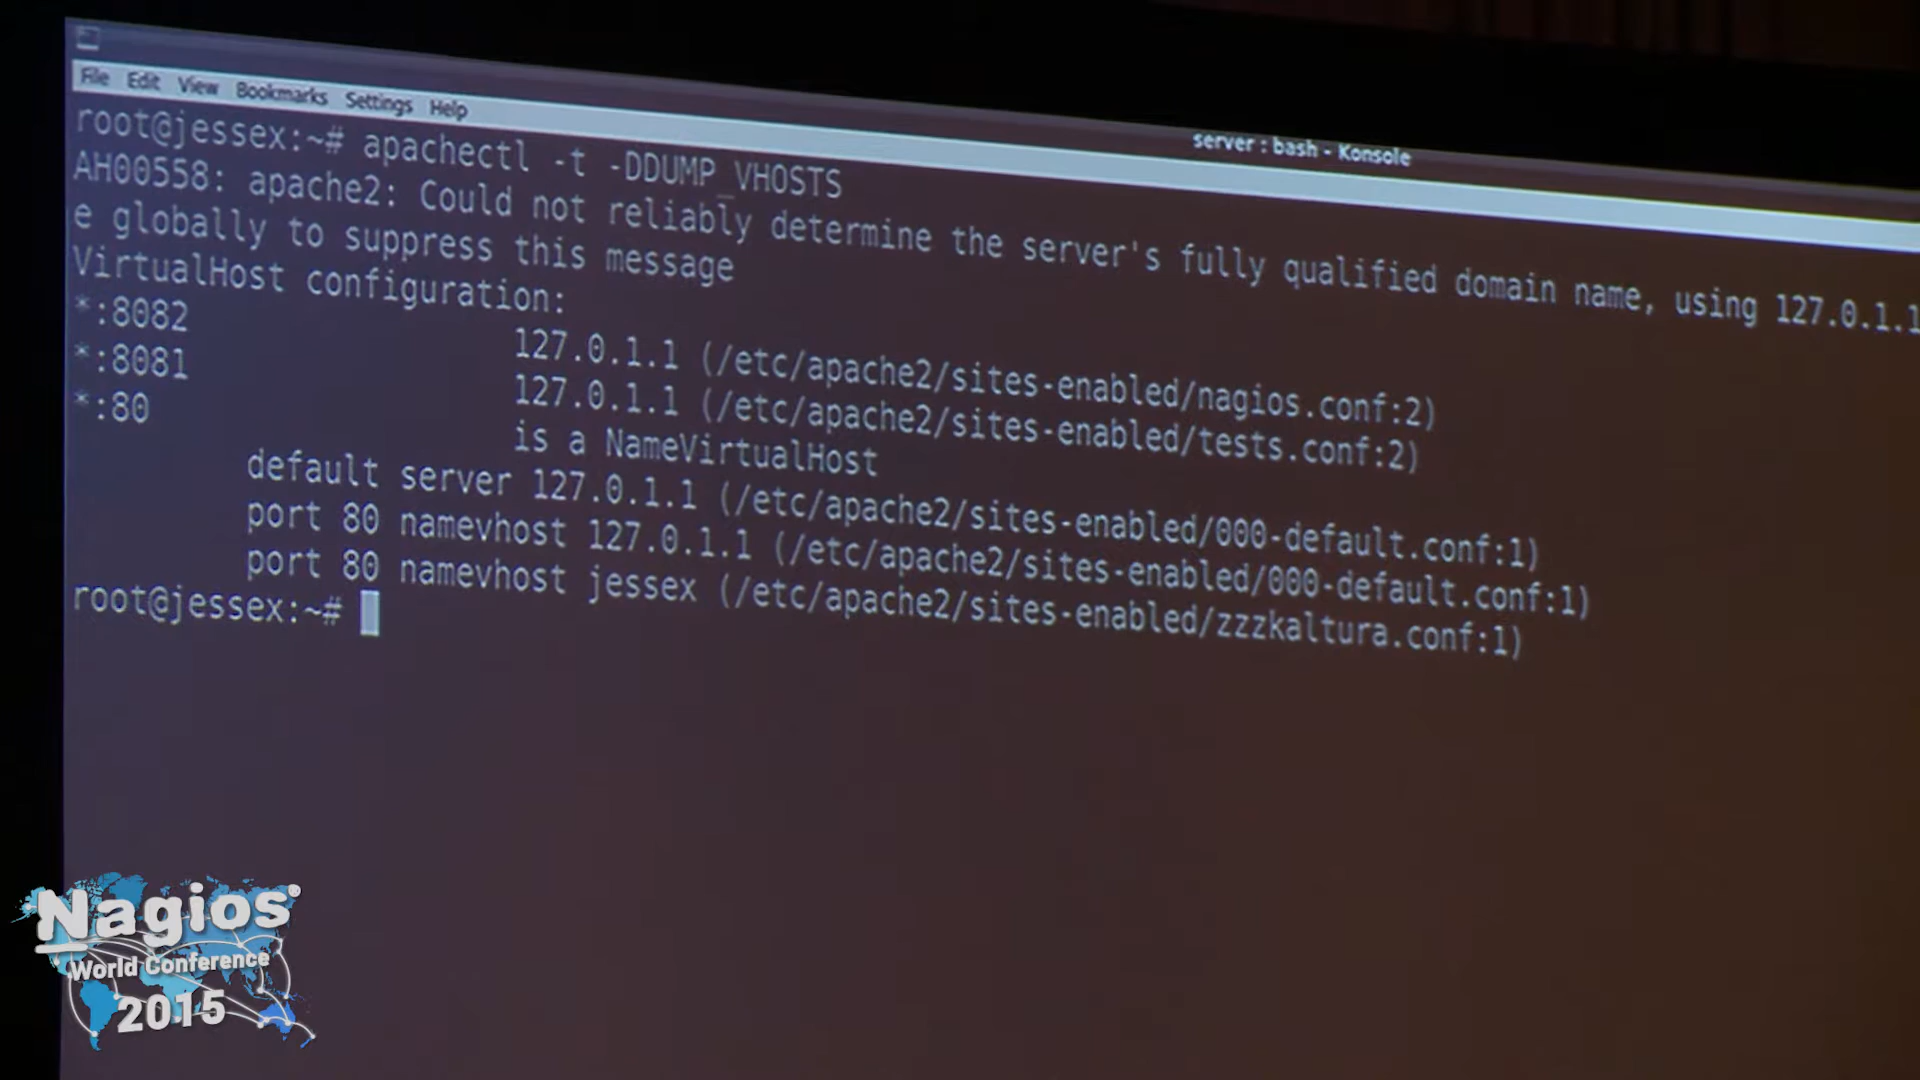 File Edit View Bookmarks Settings Help
server : bash - Konsole
root@jessex:~# apachectl -t -DDUMP_VHOSTS
AH00558: apache2: Could not reliably determine the server's fully qualified domain name, using 127.0.1.1
e globally to suppress this message
VirtualHost configuration:
*:8082 127.0.1.1 (/etc/apache2/sites-enabled/nagios.conf:2)
*:8081 127.0.1.1 (/etc/apache2/sites-enabled/tests.conf:2)
*:80 is a NameVirtualHost
default server 127.0.1.1 (/etc/apache2/sites-enabled/000-default.conf:1)
port 80 namevhost 127.0.1.1 (/etc/apache2/sites-enabled/000-default.conf:1)
port 80 namevhost jessex (/etc/apache2/sites-enabled/zzzkaltura.conf:1)
root@jessex:~#
Nagios®
World Conference
2015